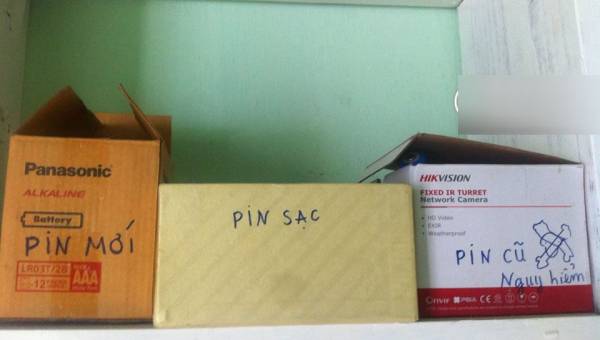 Panasonic
ALKALINE
Battery
PIN MỚI
LR03T/2B
AAA
PIN SẠC
HIKVISION
FIXED IR TURRET
Network Camera
• HD Video
• EXIR
• Weatherproof
PIN CŨ
Nguy hiểm